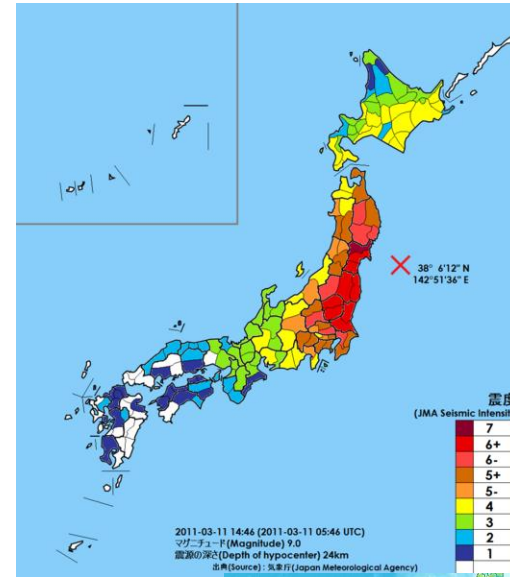 38° 6'12" N
142°51'36" E
震度
(JMA Seismic Intensit
7
6+
6-
5+
5-
4
3
2
1
2011-03-11 14:46 (2011-03-11 05:46 UTC)
マグニチュード(Magnitude) 9.0
震源の深さ(Depth of hypocenter) 24km
出典(Source) : 気象庁(Japan Meteorological Agency)